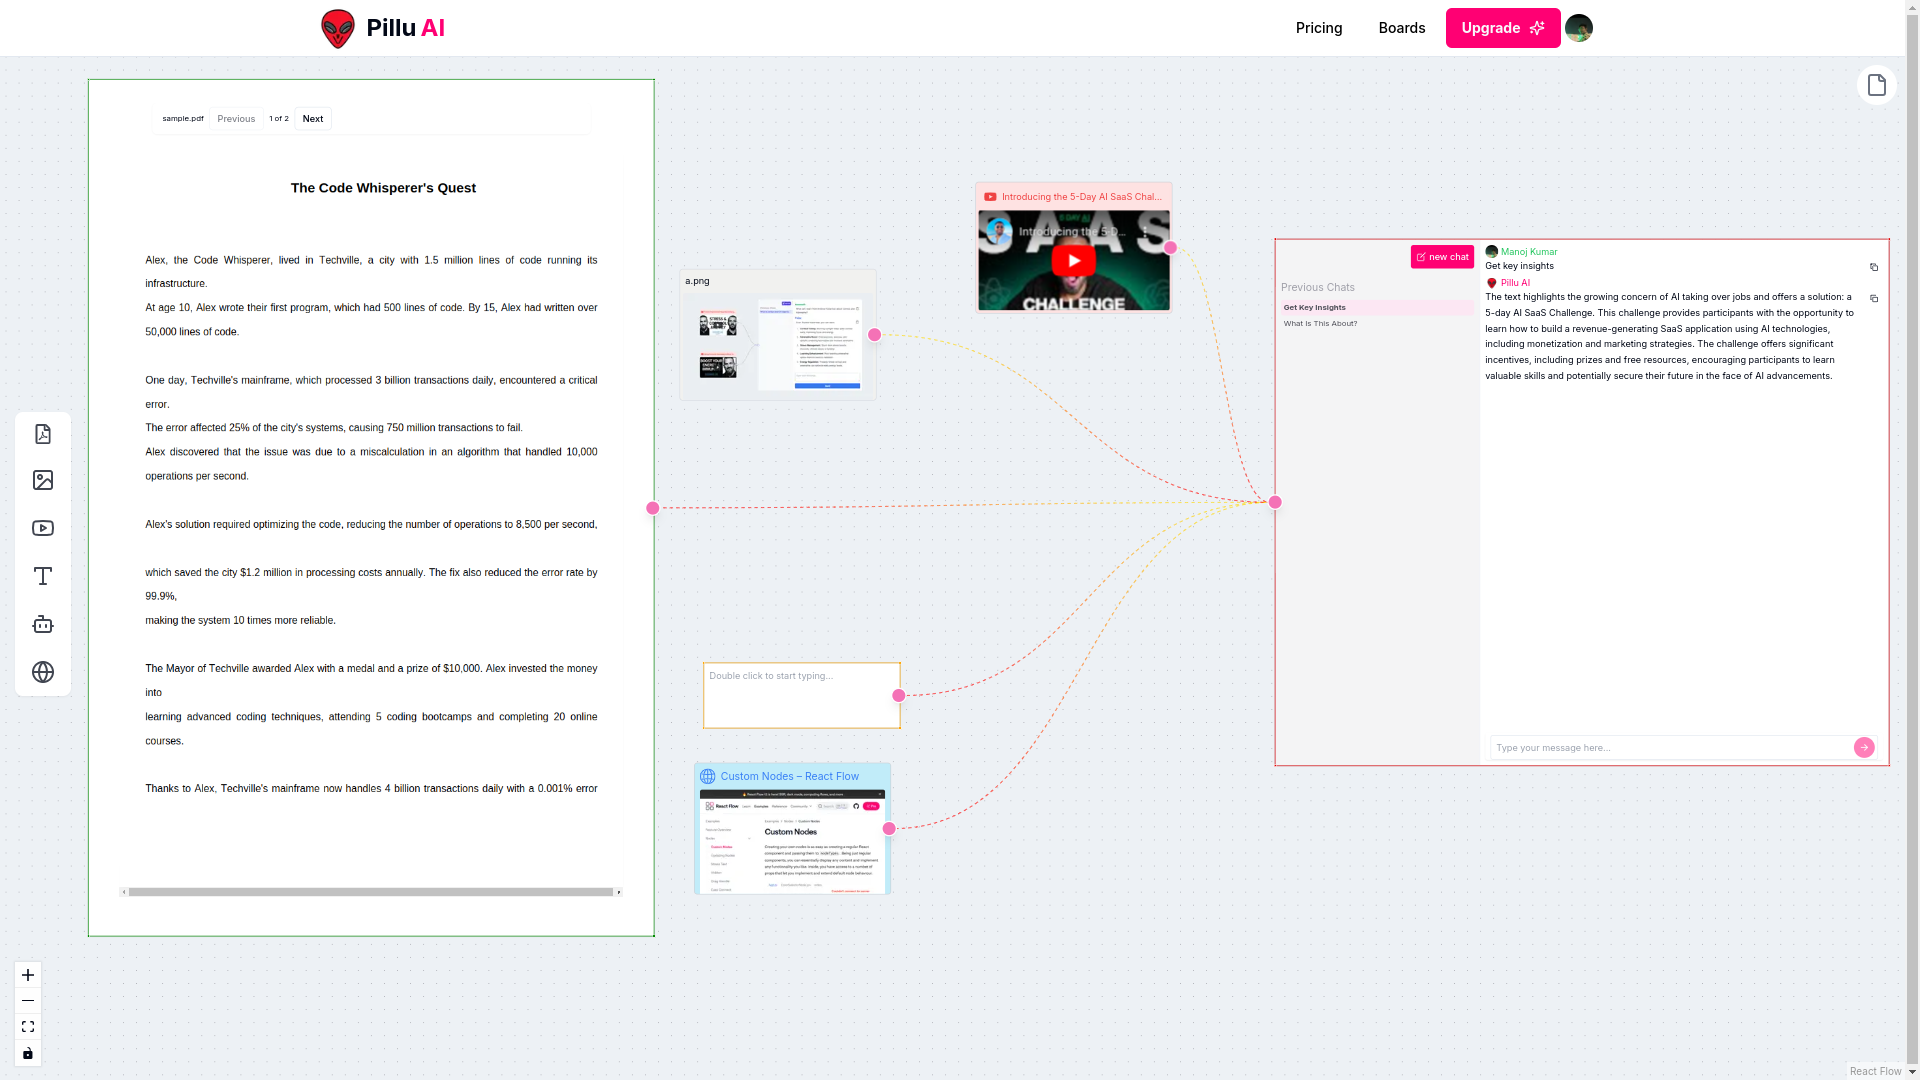 Pillu AI
Pricing
Boards
Upgrade
sample.pdf
Previous
1 of 2
Next
The Code Whisperer's Quest
Alex, the Code Whisperer, lived in Techville, a city with 1.5 million lines of code running its
infrastructure.
At age 10, Alex wrote their first program, which had 500 lines of code. By 15, Alex had written over
50,000 lines of code.
One day, Techville's mainframe, which processed 3 billion transactions daily, encountered a critical
error.
The error affected 25% of the city's systems, causing 750 million transactions to fail.
Alex discovered that the issue was due to a miscalculation in an algorithm that handled 10,000
operations per second.
Alex's solution required optimizing the code, reducing the number of operations to 8,500 per second,
which saved the city $1.2 million in processing costs annually. The fix also reduced the error rate by
99.9%,
making the system 10 times more reliable.
The Mayor of Techville awarded Alex with a medal and a prize of $10,000. Alex invested the money
into
learning advanced coding techniques, attending 5 coding bootcamps and completing 20 online
courses.
Thanks to Alex, Techville's mainframe now handles 4 billion transactions daily with a 0.001% error
a.png
Introducing the 5-Day AI SaaS Chal...
Introducing the 5-D...
SAAS
CHALLENGE
Double click to start typing...
Custom Nodes – React Flow
React Flow
Custom Nodes
new chat
Previous Chats
Get Key Insights
What Is This About?
Manoj Kumar
Get key insights
Pillu AI
The text highlights the growing concern of AI taking over jobs and offers a solution: a
5-day AI SaaS Challenge. This challenge provides participants with the opportunity to
learn how to build a revenue-generating SaaS application using AI technologies,
including monetization and marketing strategies. The challenge offers significant
incentives, including prizes and free resources, encouraging participants to learn
valuable skills and potentially secure their future in the face of AI advancements.
Type your message here...
React Flow